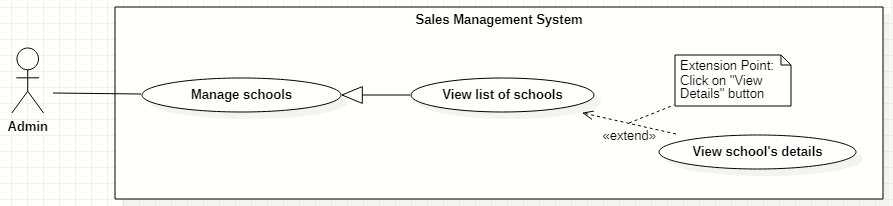 Sales Management System
Extension Point:
Click on "View
Details" button
Manage schools
View list of schools
Admin
«extend»
View school's details